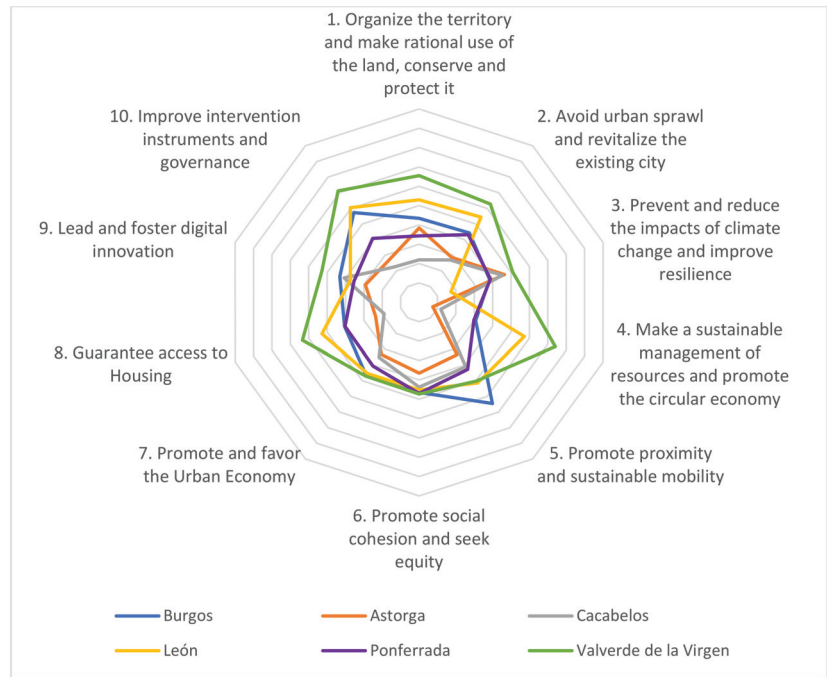 1. Organize the territory
and make rational use of
the land, conserve and
protect it
2. Avoid urban sprawl
and revitalize the
existing city
3. Prevent and reduce
the impacts of climate
change and improve
resilience
4. Make a sustainable
management of
resources and promote
the circular economy
5. Promote proximity
and sustainable mobility
6. Promote social
cohesion and seek
equity
7. Promote and favor
the Urban Economy
8. Guarantee access to
Housing
9. Lead and foster digital
innovation
10. Improve intervention
instruments and
governance
Burgos
Astorga
Cacabelos
León
Ponferrada
Valverde de la Virgen